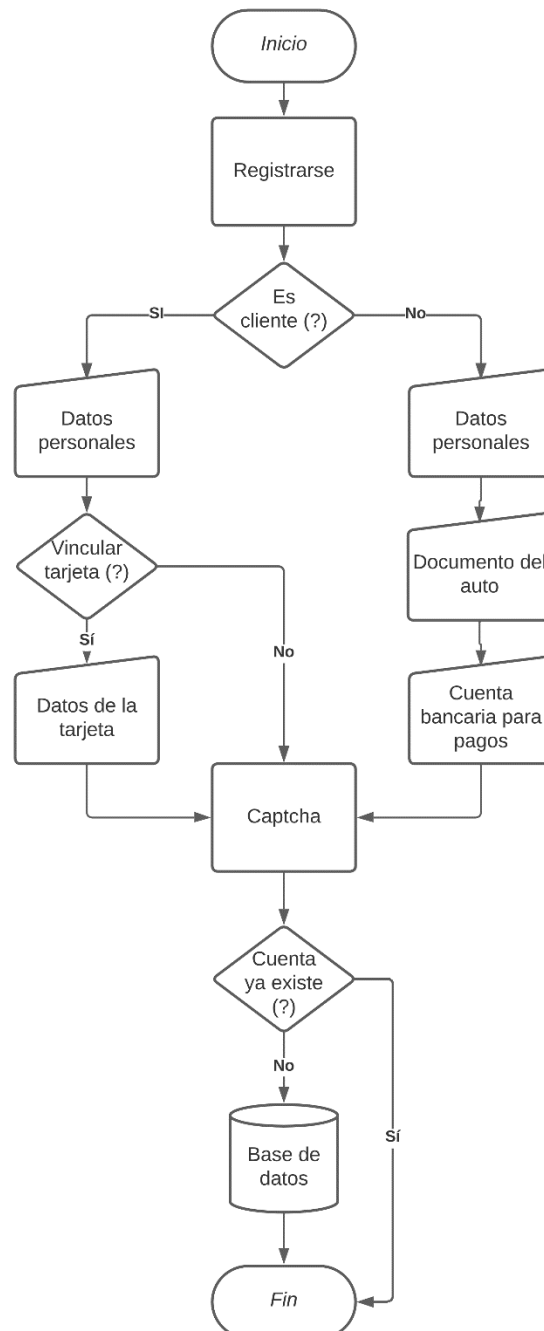 Inicio
Registrarse
Es
cliente (?)
SI
No
Datos
personales
Datos
personales
Vincular
tarjeta (?)
Documento del
auto
Sí
No
Datos de la
tarjeta
Cuenta
bancaria para
pagos
Captcha
Cuenta
ya existe
(?)
No
Sí
Base de
datos
Fin